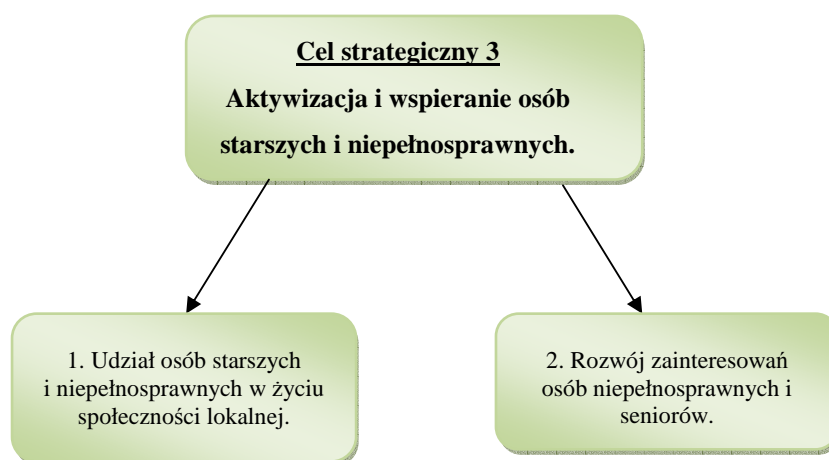 Cel strategiczny 3
Aktywizacja i wspieranie osób
starszych i niepełnosprawnych.
1. Udział osób starszych
i niepełnosprawnych w życiu
społeczności lokalnej.
2. Rozwój zainteresowań
osób niepełnosprawnych i
seniorów.